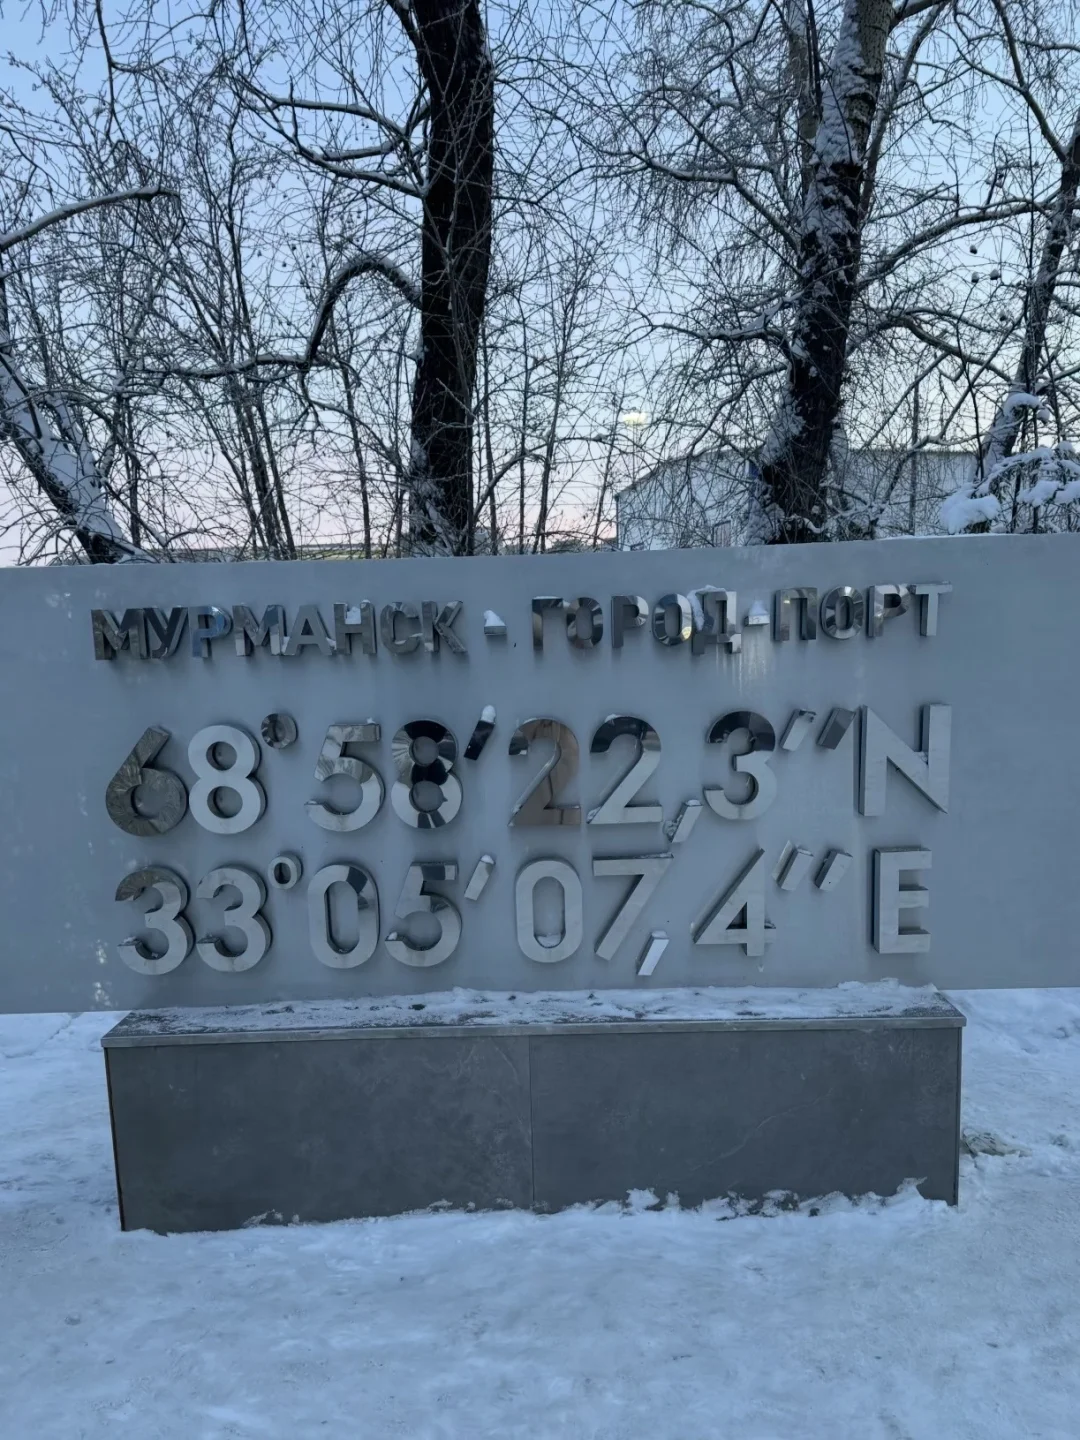 МУРМАНСК - ГОРОД-ПОРТ
68°58'22,3''N
33°05'07,4''E